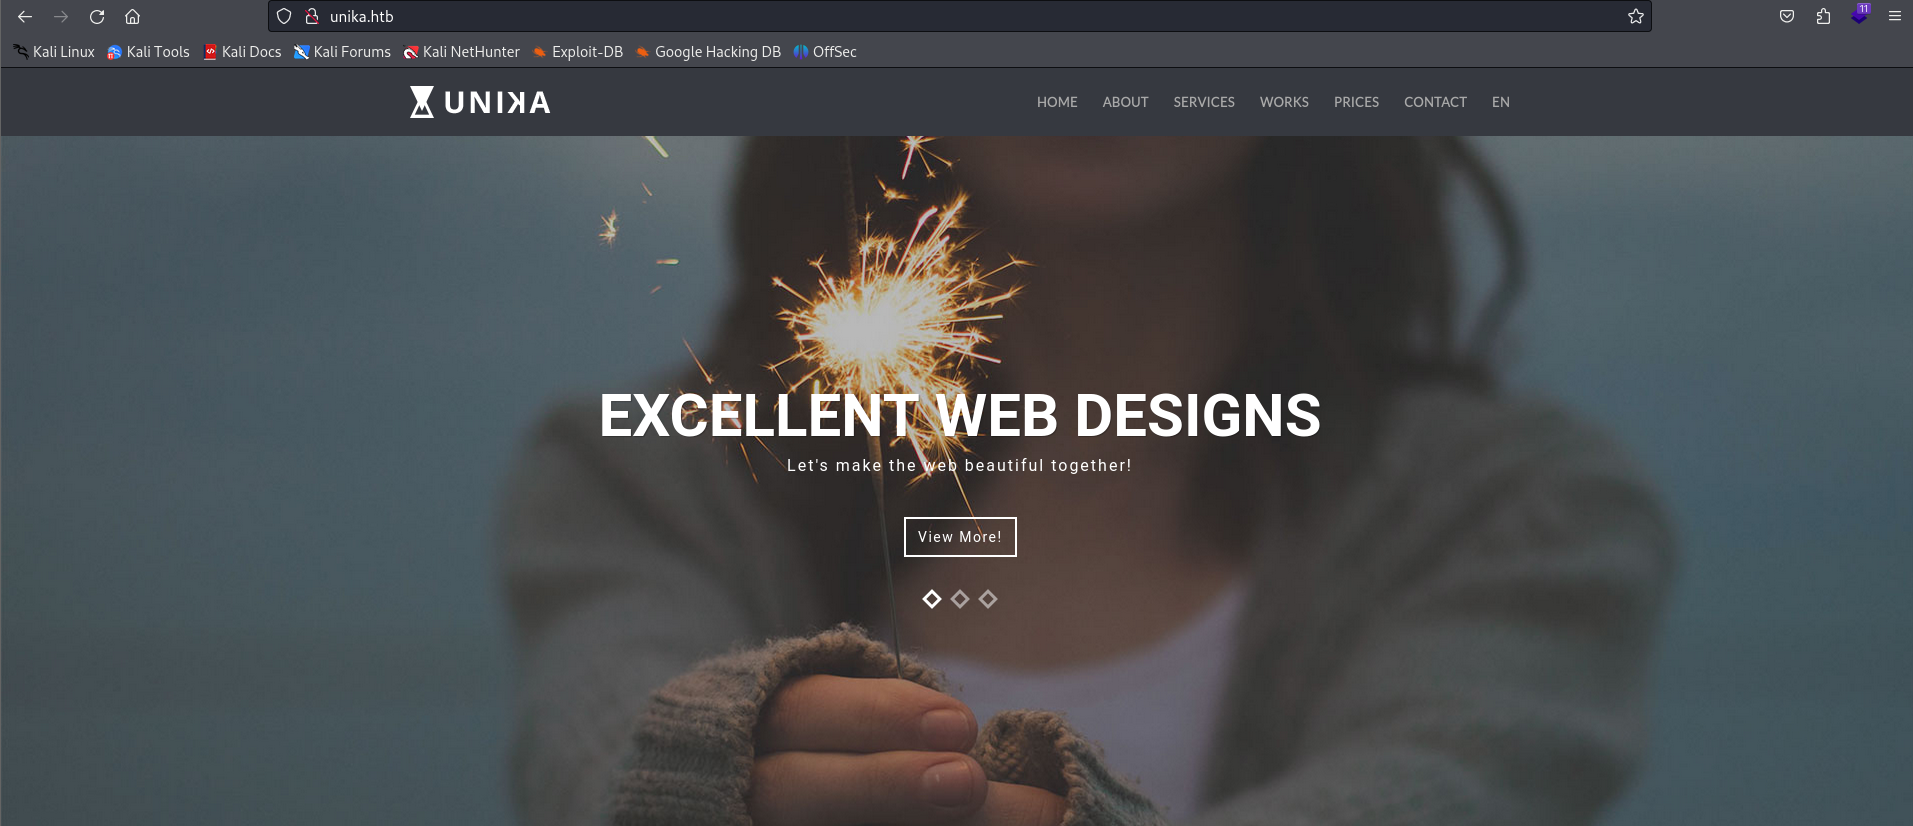 unika.htb
11
Kali Linux Kali Tools Kali Docs Kali Forums Kali NetHunter Exploit-DB Google Hacking DB OffSec
UNIKA HOME ABOUT SERVICES WORKS PRICES CONTACT EN
EXCELLENT WEB DESIGNS
Let's make the web beautiful together!
View More!